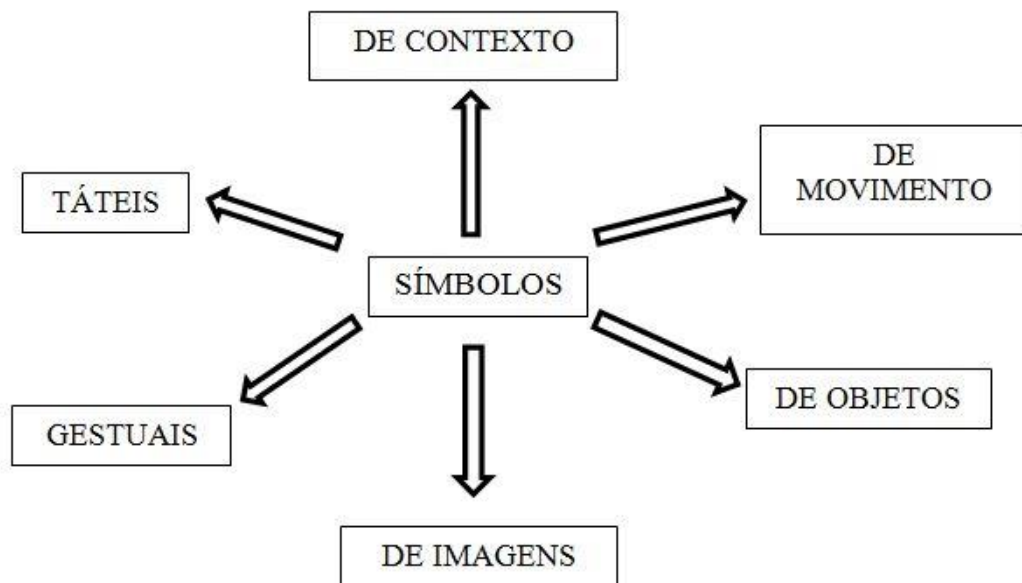 DE CONTEXTO
DE
MOVIMENTO
TÁTEIS
SÍMBOLOS
DE OBJETOS
GESTUAIS
DE IMAGENS